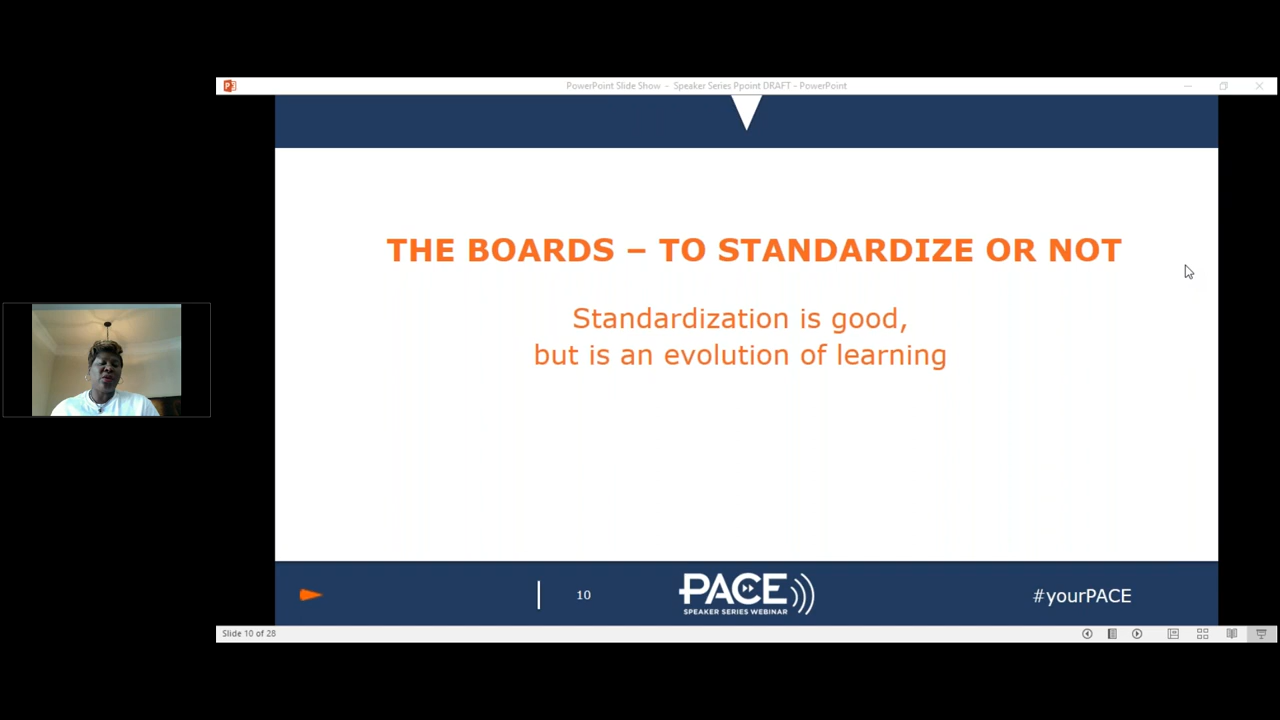 PowerPoint Slide Show - Speaker Series Ppoint DRAFT - PowerPoint
THE BOARDS – TO STANDARDIZE OR NOT
Standardization is good,
but is an evolution of learning
10
PACE
SPEAKER SERIES WEBINAR
#yourPACE
Slide 10 of 28